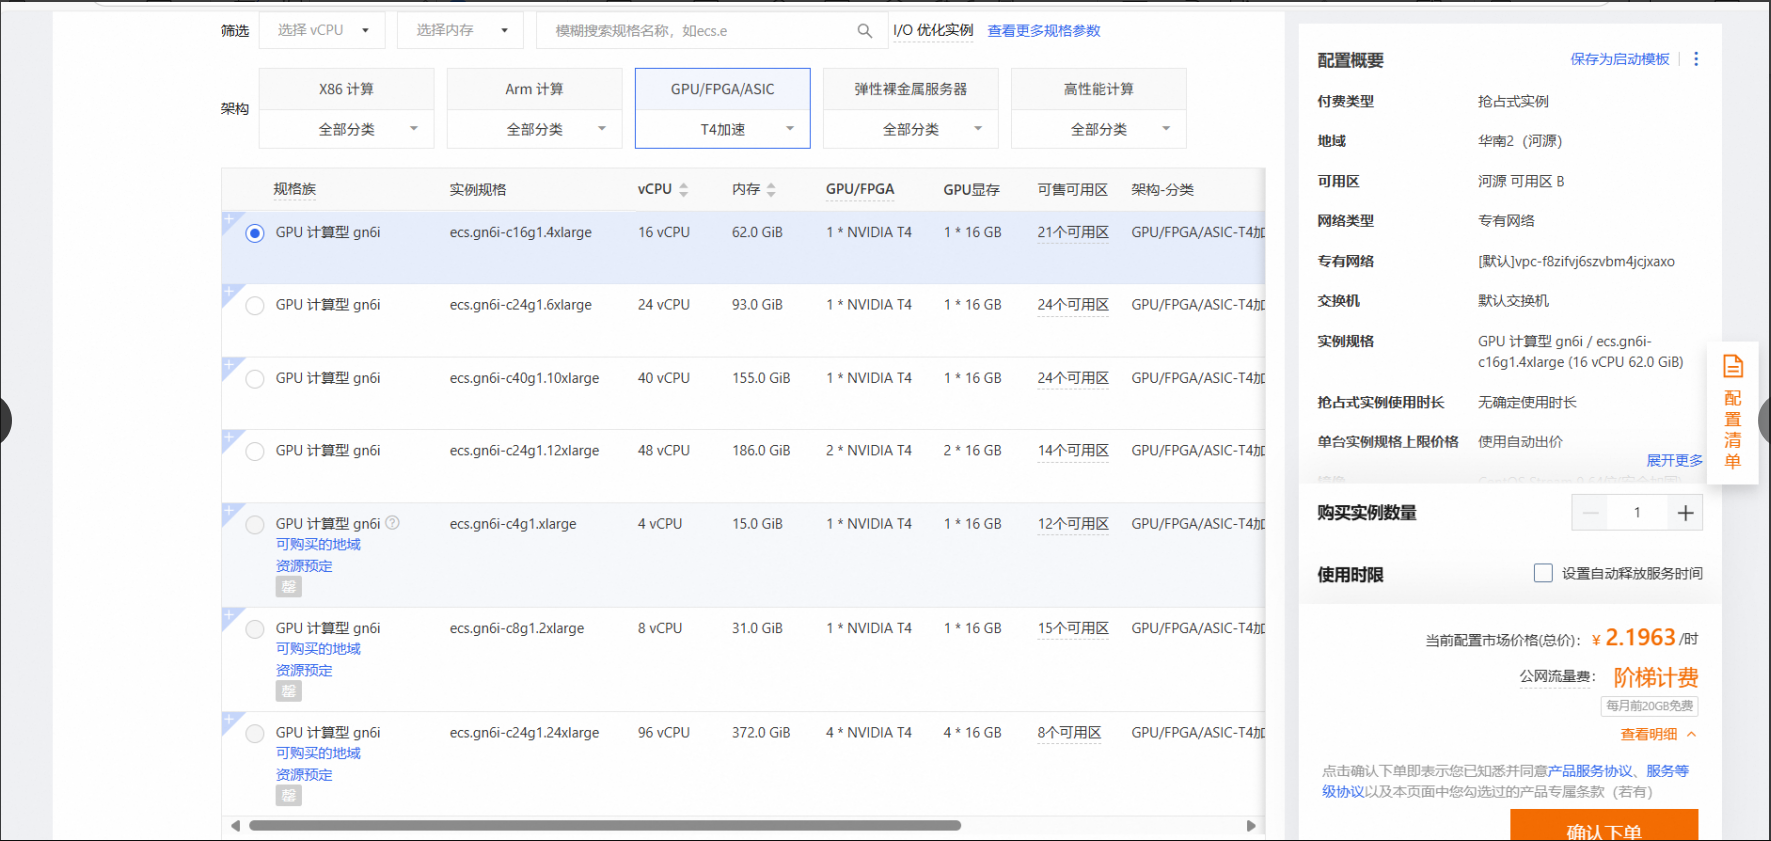 筛选 选择 vCPU 选择内存 模糊搜索规格名称，如ecs.e I/O 优化实例 查看更多规格参数
架构
X86 计算 Arm 计算 GPU/FPGA/ASIC 弹性裸金属服务器 高性能计算
全部分类 全部分类 T4加速 全部分类 全部分类
规格族 实例规格 vCPU 内存 GPU/FPGA GPU显存 可售可用区 架构-分类
GPU 计算型 gn6i ecs.gn6i-c16g1.4xlarge 16 vCPU 62.0 GiB 1 * NVIDIA T4 1 * 16 GB 21个可用区 GPU/FPGA/ASIC-T4加
GPU 计算型 gn6i ecs.gn6i-c24g1.6xlarge 24 vCPU 93.0 GiB 1 * NVIDIA T4 1 * 16 GB 24个可用区 GPU/FPGA/ASIC-T4加
GPU 计算型 gn6i ecs.gn6i-c40g1.10xlarge 40 vCPU 155.0 GiB 1 * NVIDIA T4 1 * 16 GB 24个可用区 GPU/FPGA/ASIC-T4加
GPU 计算型 gn6i ecs.gn6i-c24g1.12xlarge 48 vCPU 186.0 GiB 2 * NVIDIA T4 2 * 16 GB 14个可用区 GPU/FPGA/ASIC-T4加
GPU 计算型 gn6i ecs.gn6i-c4g1.xlarge 4 vCPU 15.0 GiB 1 * NVIDIA T4 1 * 16 GB 12个可用区 GPU/FPGA/ASIC-T4加
可购买的地域
资源预定
罄
GPU 计算型 gn6i ecs.gn6i-c8g1.2xlarge 8 vCPU 31.0 GiB 1 * NVIDIA T4 1 * 16 GB 15个可用区 GPU/FPGA/ASIC-T4加
可购买的地域
资源预定
罄
GPU 计算型 gn6i ecs.gn6i-c24g1.24xlarge 96 vCPU 372.0 GiB 4 * NVIDIA T4 4 * 16 GB 8个可用区 GPU/FPGA/ASIC-T4加
可购买的地域
资源预定
罄
配置概要 保存为启动模板
付费类型 抢占式实例
地域 华南2（河源）
可用区 河源 可用区 B
网络类型 专有网络
专有网络 [默认]vpc-f8zifvj6szvbm4jcjxaxo
交换机 默认交换机
实例规格 GPU 计算型 gn6i / ecs.gn6i-
c16g1.4xlarge (16 vCPU 62.0 GiB)
抢占式实例使用时长 无确定使用时长
单台实例规格上限价格 使用自动出价
展开更多
购买实例数量 1
使用时限 设置自动释放服务时间
当前配置市场价格(总价)： ¥ 2.1963 /时
公网流量费： 阶梯计费
每月前20GB免费
查看明细
点击确认下单即表示您已知悉并同意产品服务协议、服务等
级协议以及本页面中您勾选过的产品专属条款（若有）
确认下单
配
置
清
单